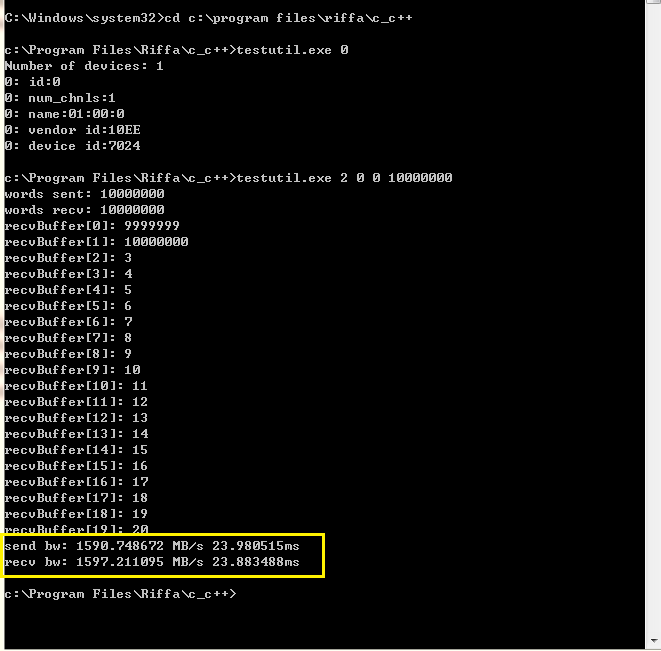 C:\Windows\system32>cd c:\program files\riffa\c_c++
c:\Program Files\Riffa\c_c++>testutil.exe 0
Number of devices: 1
0: id:0
0: num_chnls:1
0: name:01:00:0
0: vendor id:10EE
0: device id:7024
c:\Program Files\Riffa\c_c++>testutil.exe 2 0 0 10000000
words sent: 10000000
words recv: 10000000
recvBuffer[0]: 9999999
recvBuffer[1]: 10000000
recvBuffer[2]: 3
recvBuffer[3]: 4
recvBuffer[4]: 5
recvBuffer[5]: 6
recvBuffer[6]: 7
recvBuffer[7]: 8
recvBuffer[8]: 9
recvBuffer[9]: 10
recvBuffer[10]: 11
recvBuffer[11]: 12
recvBuffer[12]: 13
recvBuffer[13]: 14
recvBuffer[14]: 15
recvBuffer[15]: 16
recvBuffer[16]: 17
recvBuffer[17]: 18
recvBuffer[18]: 19
recvBuffer[19]: 20
send bw: 1590.748672 MB/s 23.980515ms
recv bw: 1597.211095 MB/s 23.883488ms
c:\Program Files\Riffa\c_c++>